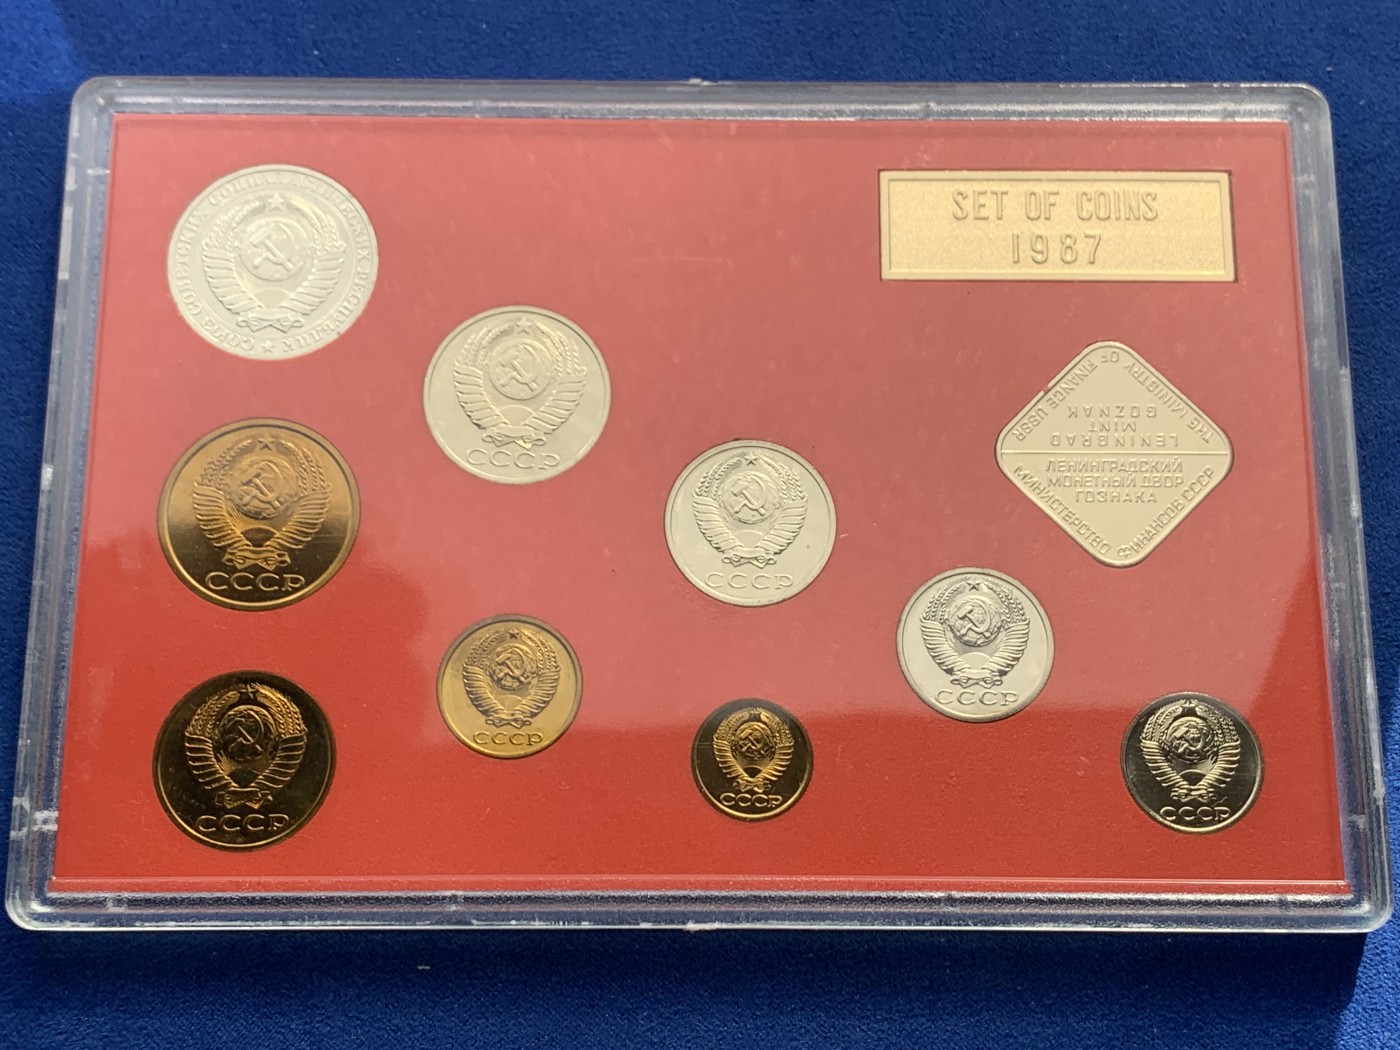 СОЮЗ СОВЕТСКИХ СОЦИАЛИСТИЧЕСКИХ РЕСПУБЛИК
SET OF COINS
1987
СССР
THE MINISTRY OF FINANCE USSR
LENINGRAD
MINT
GOZNAK
ЛЕНИНГРАДСКИЙ
МОНЕТНЫЙ ДВОР
ГОЗНАКА
МИНИСТЕРСТВО ФИНАНСОВ СССР
СССР
СССР
СССР
СССР
СССР
СССР
СССР